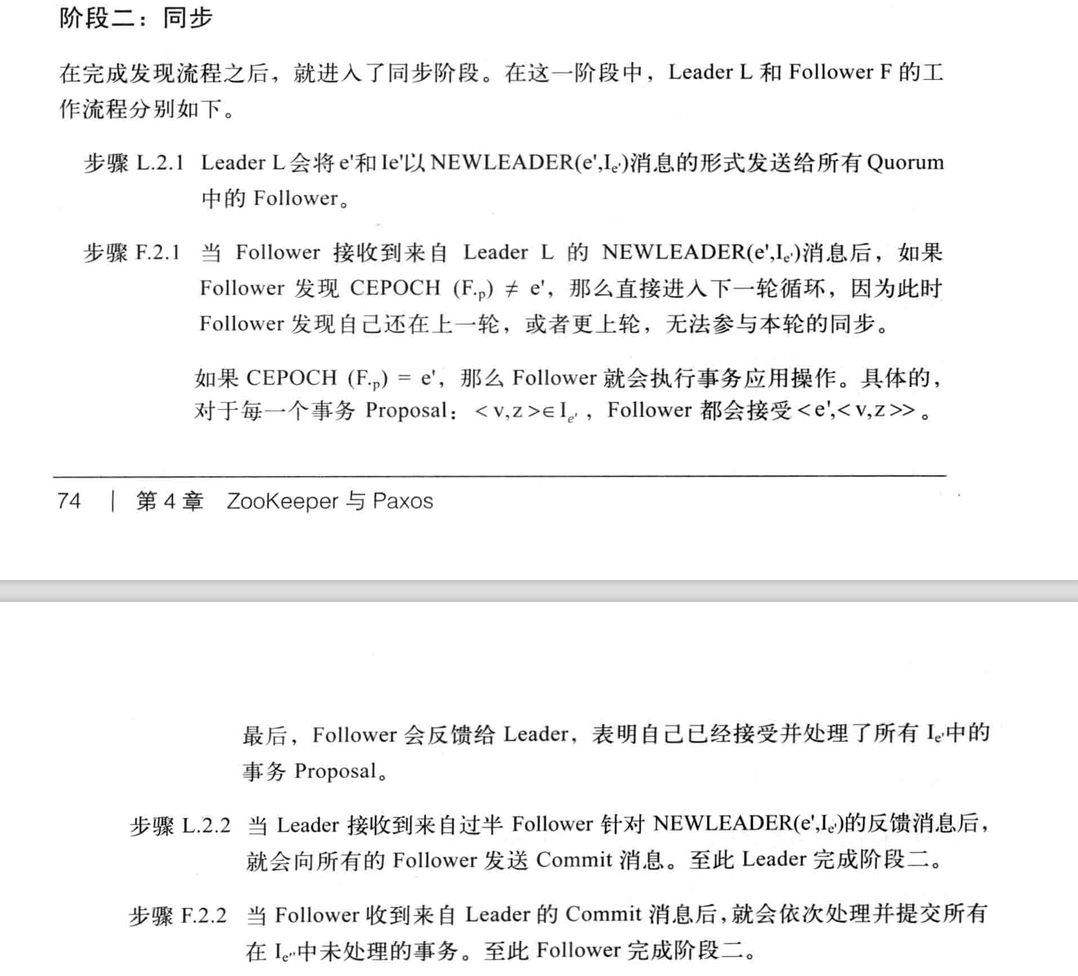 阶段二：同步
在完成发现流程之后，就进入了同步阶段。在这一阶段中，Leader L 和 Follower F 的工
作流程分别如下。
步骤 L.2.1 Leader L 会将 e'和 Ie'以 NEWLEADER(e',Ie')消息的形式发送给所有 Quorum
中的 Follower。
步骤 F.2.1 当 Follower 接收到来自 Leader L 的 NEWLEADER(e',Ie')消息后，如果
Follower 发现 CEPOCH (F.p) ≠ e'，那么直接进入下一轮循环，因为此时
Follower 发现自己还在上一轮，或者更上轮，无法参与本轮的同步。
如果 CEPOCH (F.p) = e'，那么 Follower 就会执行事务应用操作。具体的，
对于每一个事务 Proposal：<v,z>∈Ie'，Follower 都会接受<e',<v,z>>。
74 | 第 4 章 ZooKeeper 与 Paxos
最后，Follower 会反馈给 Leader，表明自己已经接受并处理了所有 Ie'中的
事务 Proposal。
步骤 L.2.2 当 Leader 接收到来自过半 Follower 针对 NEWLEADER(e',Ie')的反馈消息后，
就会向所有的 Follower 发送 Commit 消息。至此 Leader 完成阶段二。
步骤 F.2.2 当 Follower 收到来自 Leader 的 Commit 消息后，就会依次处理并提交所有
在 Ie''中未处理的事务。至此 Follower 完成阶段二。